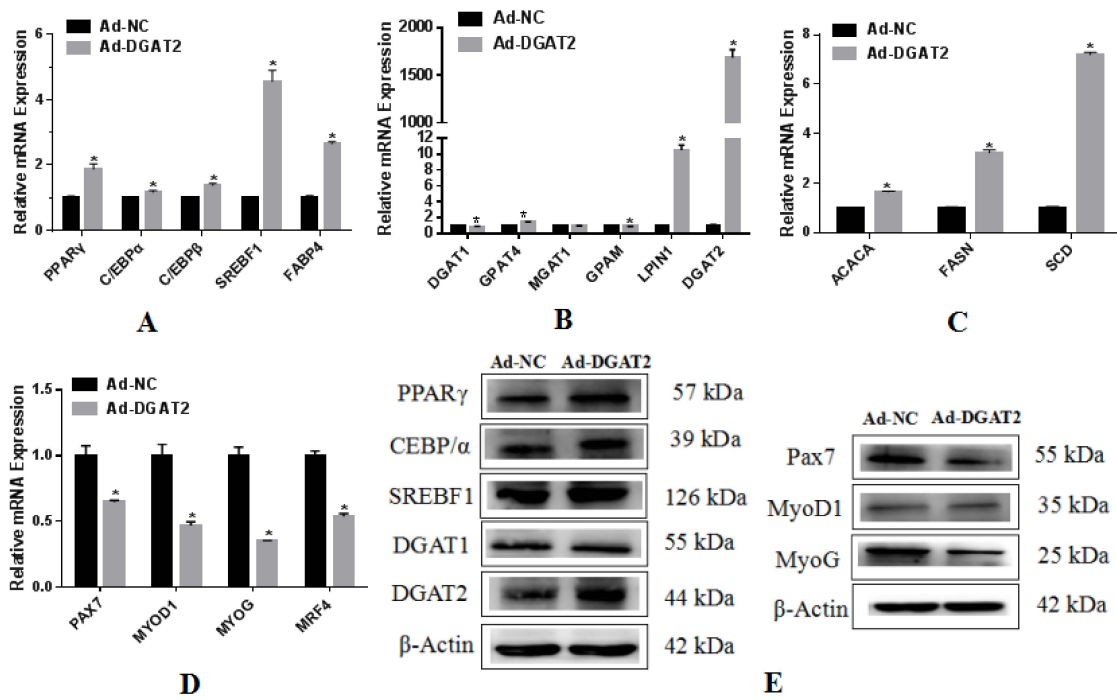 Relative mRNA Expression
6
4
2
0
Ad-NC
Ad-DGAT2
*
*
*
*
*
PPARγ
C/EBPα
C/EBPβ
SREBF1
FABP4
A
Relative mRNA Expression
2000
1500
1000
12
10
8
6
4
2
0
Ad-NC
Ad-DGAT2
*
*
*
*
*
DGAT1
GPAT4
MGAT1
GPAM
LPIN1
DGAT2
B
Relative mRNA Expression
8
6
4
2
0
Ad-NC
Ad-DGAT2
*
*
*
ACACA
FASN
SCD
C
Relative mRNA Expression
1.5
1.0
0.5
0.0
Ad-NC
Ad-DGAT2
*
*
*
*
PAX7
MYOD1
MYOG
MRF4
D
Ad-NC Ad-DGAT2
PPARγ 57 kDa
CEBP/α 39 kDa
SREBF1 126 kDa
DGAT1 55 kDa
DGAT2 44 kDa
β-Actin 42 kDa
Ad-NC Ad-DGAT2
Pax7 55 kDa
MyoD1 35 kDa
MyoG 25 kDa
β-Actin 42 kDa
E